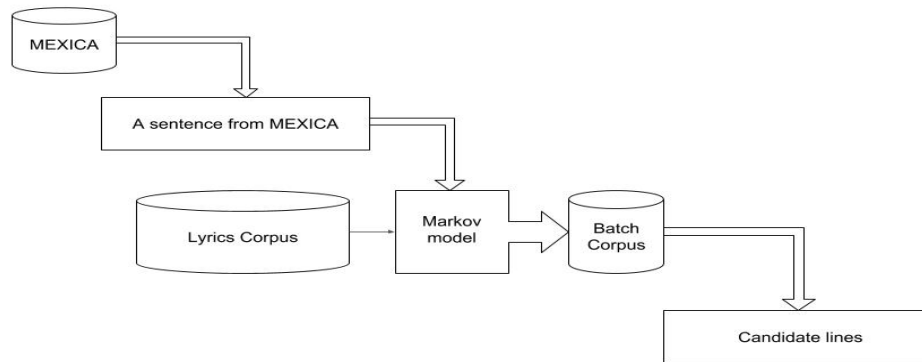 MEXICA
A sentence from MEXICA
Lyrics Corpus
Markov
model
Batch
Corpus
Candidate lines